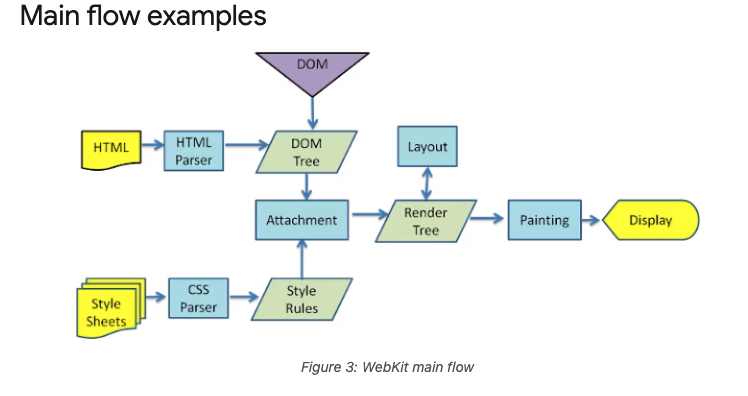 Main flow examples
DOM
HTML
HTML
Parser
DOM
Tree
Layout
Attachment
Render
Tree
Painting
Display
Style
Sheets
CSS
Parser
Style
Rules
Figure 3: WebKit main flow